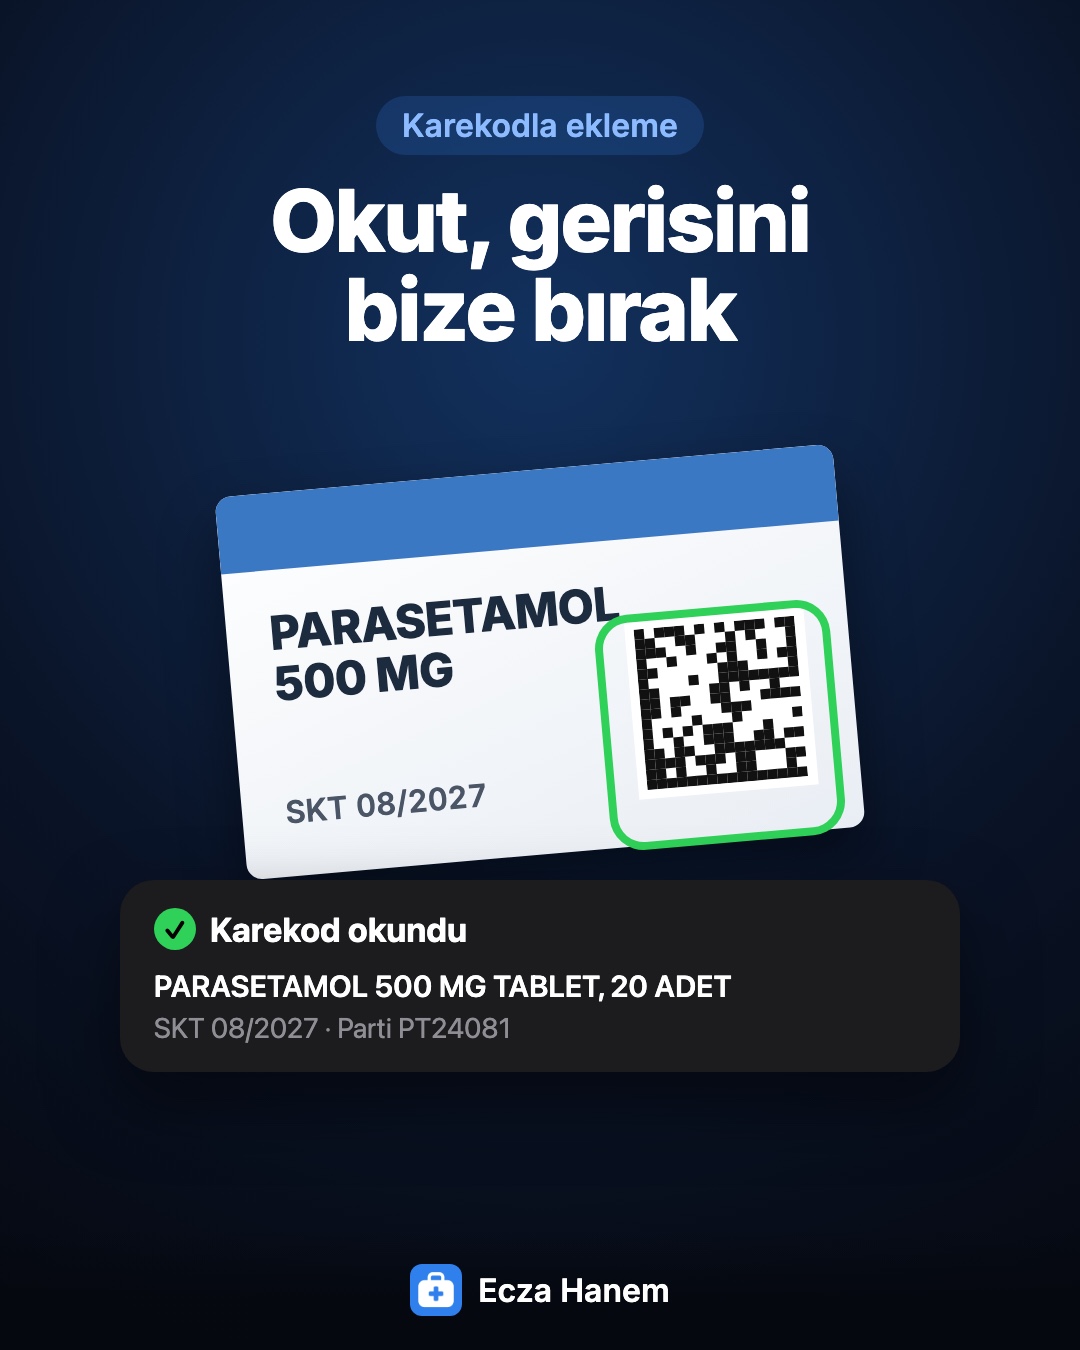 Karekodla ekleme
Okut, gerisini
bize bırak
PARASETAMOL
500 MG
SKT 08/2027
Karekod okundu
PARASETAMOL 500 MG TABLET, 20 ADET
SKT 08/2027 · Parti PT24081
Ecza Hanem